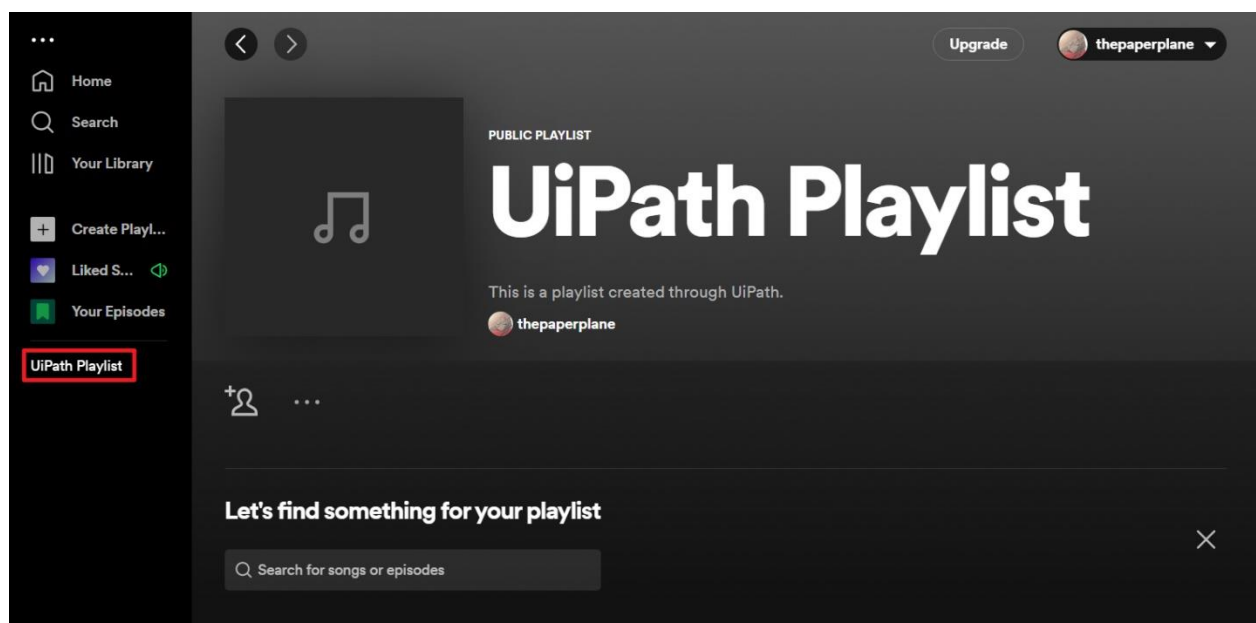 Home
Search
Your Library
Create Playl...
Liked S...
Your Episodes
UiPath Playlist
Upgrade
thepaperplane
PUBLIC PLAYLIST
UiPath Playlist
This is a playlist created through UiPath.
thepaperplane
Let's find something for your playlist
Search for songs or episodes